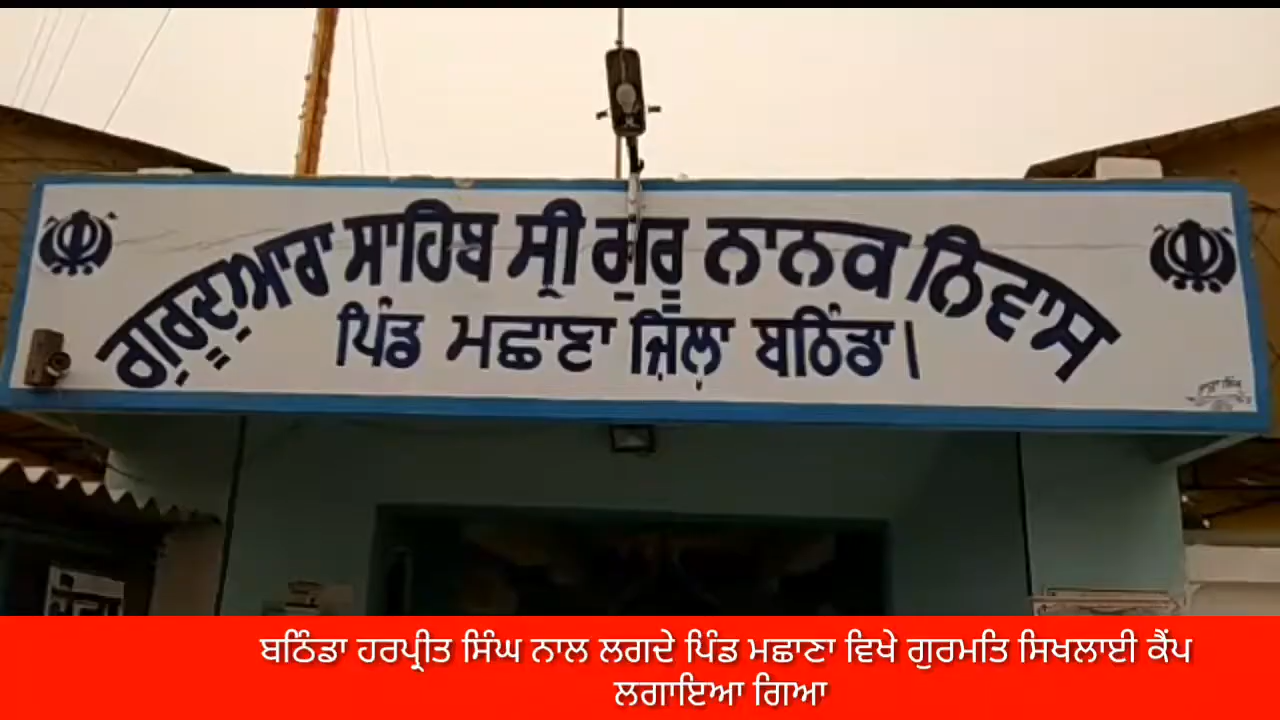 ਗੁਰਦੁਆਰਾ ਸਾਹਿਬ ਸ੍ਰੀ ਗੁਰੂ ਨਾਨਕ ਨਿਵਾਸ
ਪਿੰਡ ਮਛਾਣਾ ਜ਼ਿਲ੍ਹਾ ਬਠਿੰਡਾ।
ਬਠਿੰਡਾ ਹਰਪ੍ਰੀਤ ਸਿੰਘ ਨਾਲ ਲਗਦੇ ਪਿੰਡ ਮਛਾਣਾ ਵਿਖੇ ਗੁਰਮਤਿ ਸਿਖਲਾਈ ਕੈਂਪ
ਲਗਾਇਆ ਗਿਆ